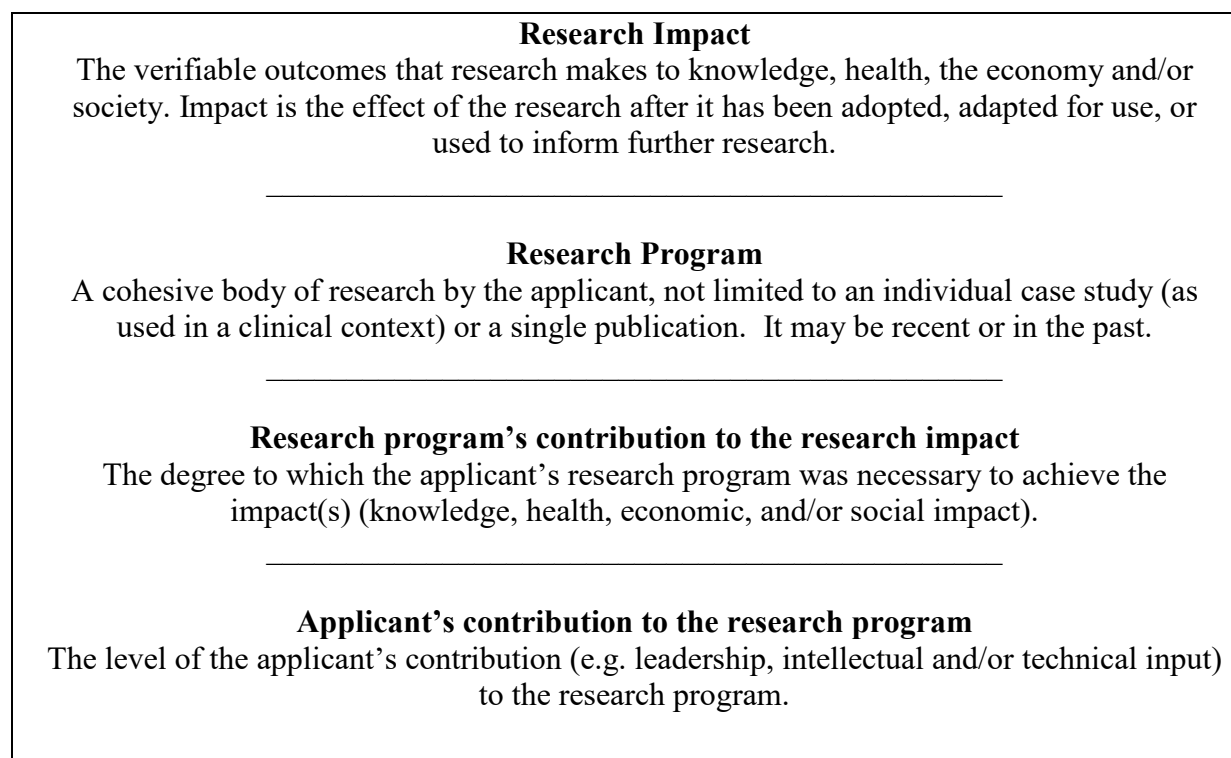 Research Impact
The verifiable outcomes that research makes to knowledge, health, the economy and/or
society. Impact is the effect of the research after it has been adopted, adapted for use, or
used to inform further research.
Research Program
A cohesive body of research by the applicant, not limited to an individual case study (as
used in a clinical context) or a single publication.  It may be recent or in the past.
Research program’s contribution to the research impact
The degree to which the applicant’s research program was necessary to achieve the
impact(s) (knowledge, health, economic, and/or social impact).
Applicant’s contribution to the research program
The level of the applicant’s contribution (e.g. leadership, intellectual and/or technical input)
to the research program.